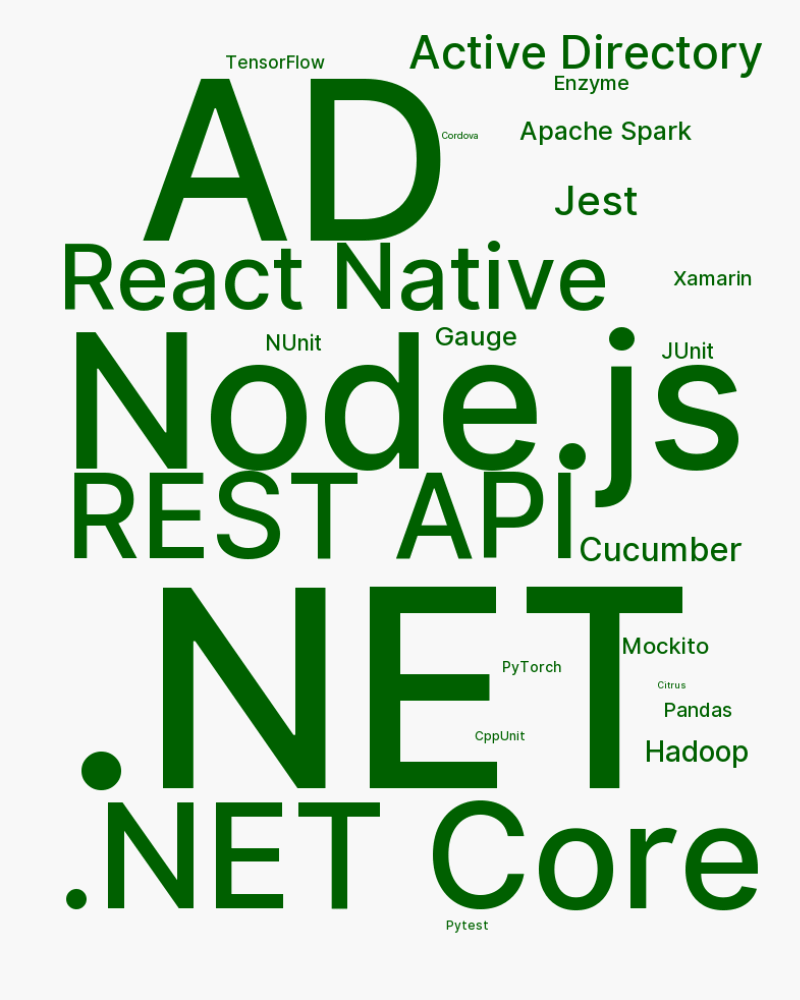 Active Directory
TensorFlow
Enzyme
AD
Cordova
Apache Spark
Jest
React Native
Xamarin
Node.js
NUnit
Gauge
JUnit
REST API
Cucumber
.NET
Mockito
PyTorch
Citrus
Pandas
CppUnit
Hadoop
.NET Core
Pytest